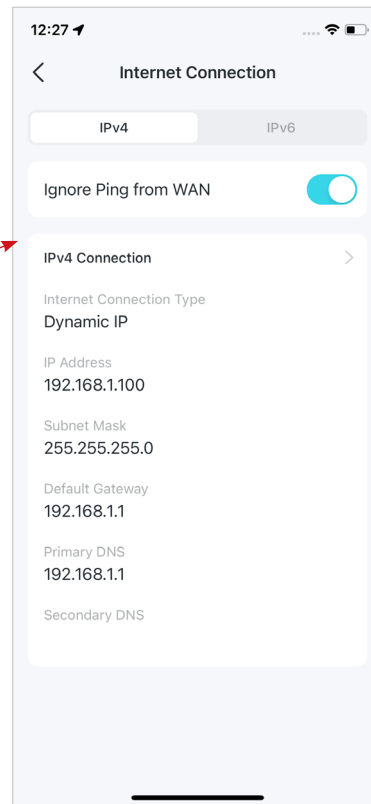 12:27
Internet Connection
IPv4 IPv6
Ignore Ping from WAN
IPv4 Connection
Internet Connection Type
Dynamic IP
IP Address
192.168.1.100
Subnet Mask
255.255.255.0
Default Gateway
192.168.1.1
Primary DNS
192.168.1.1
Secondary DNS